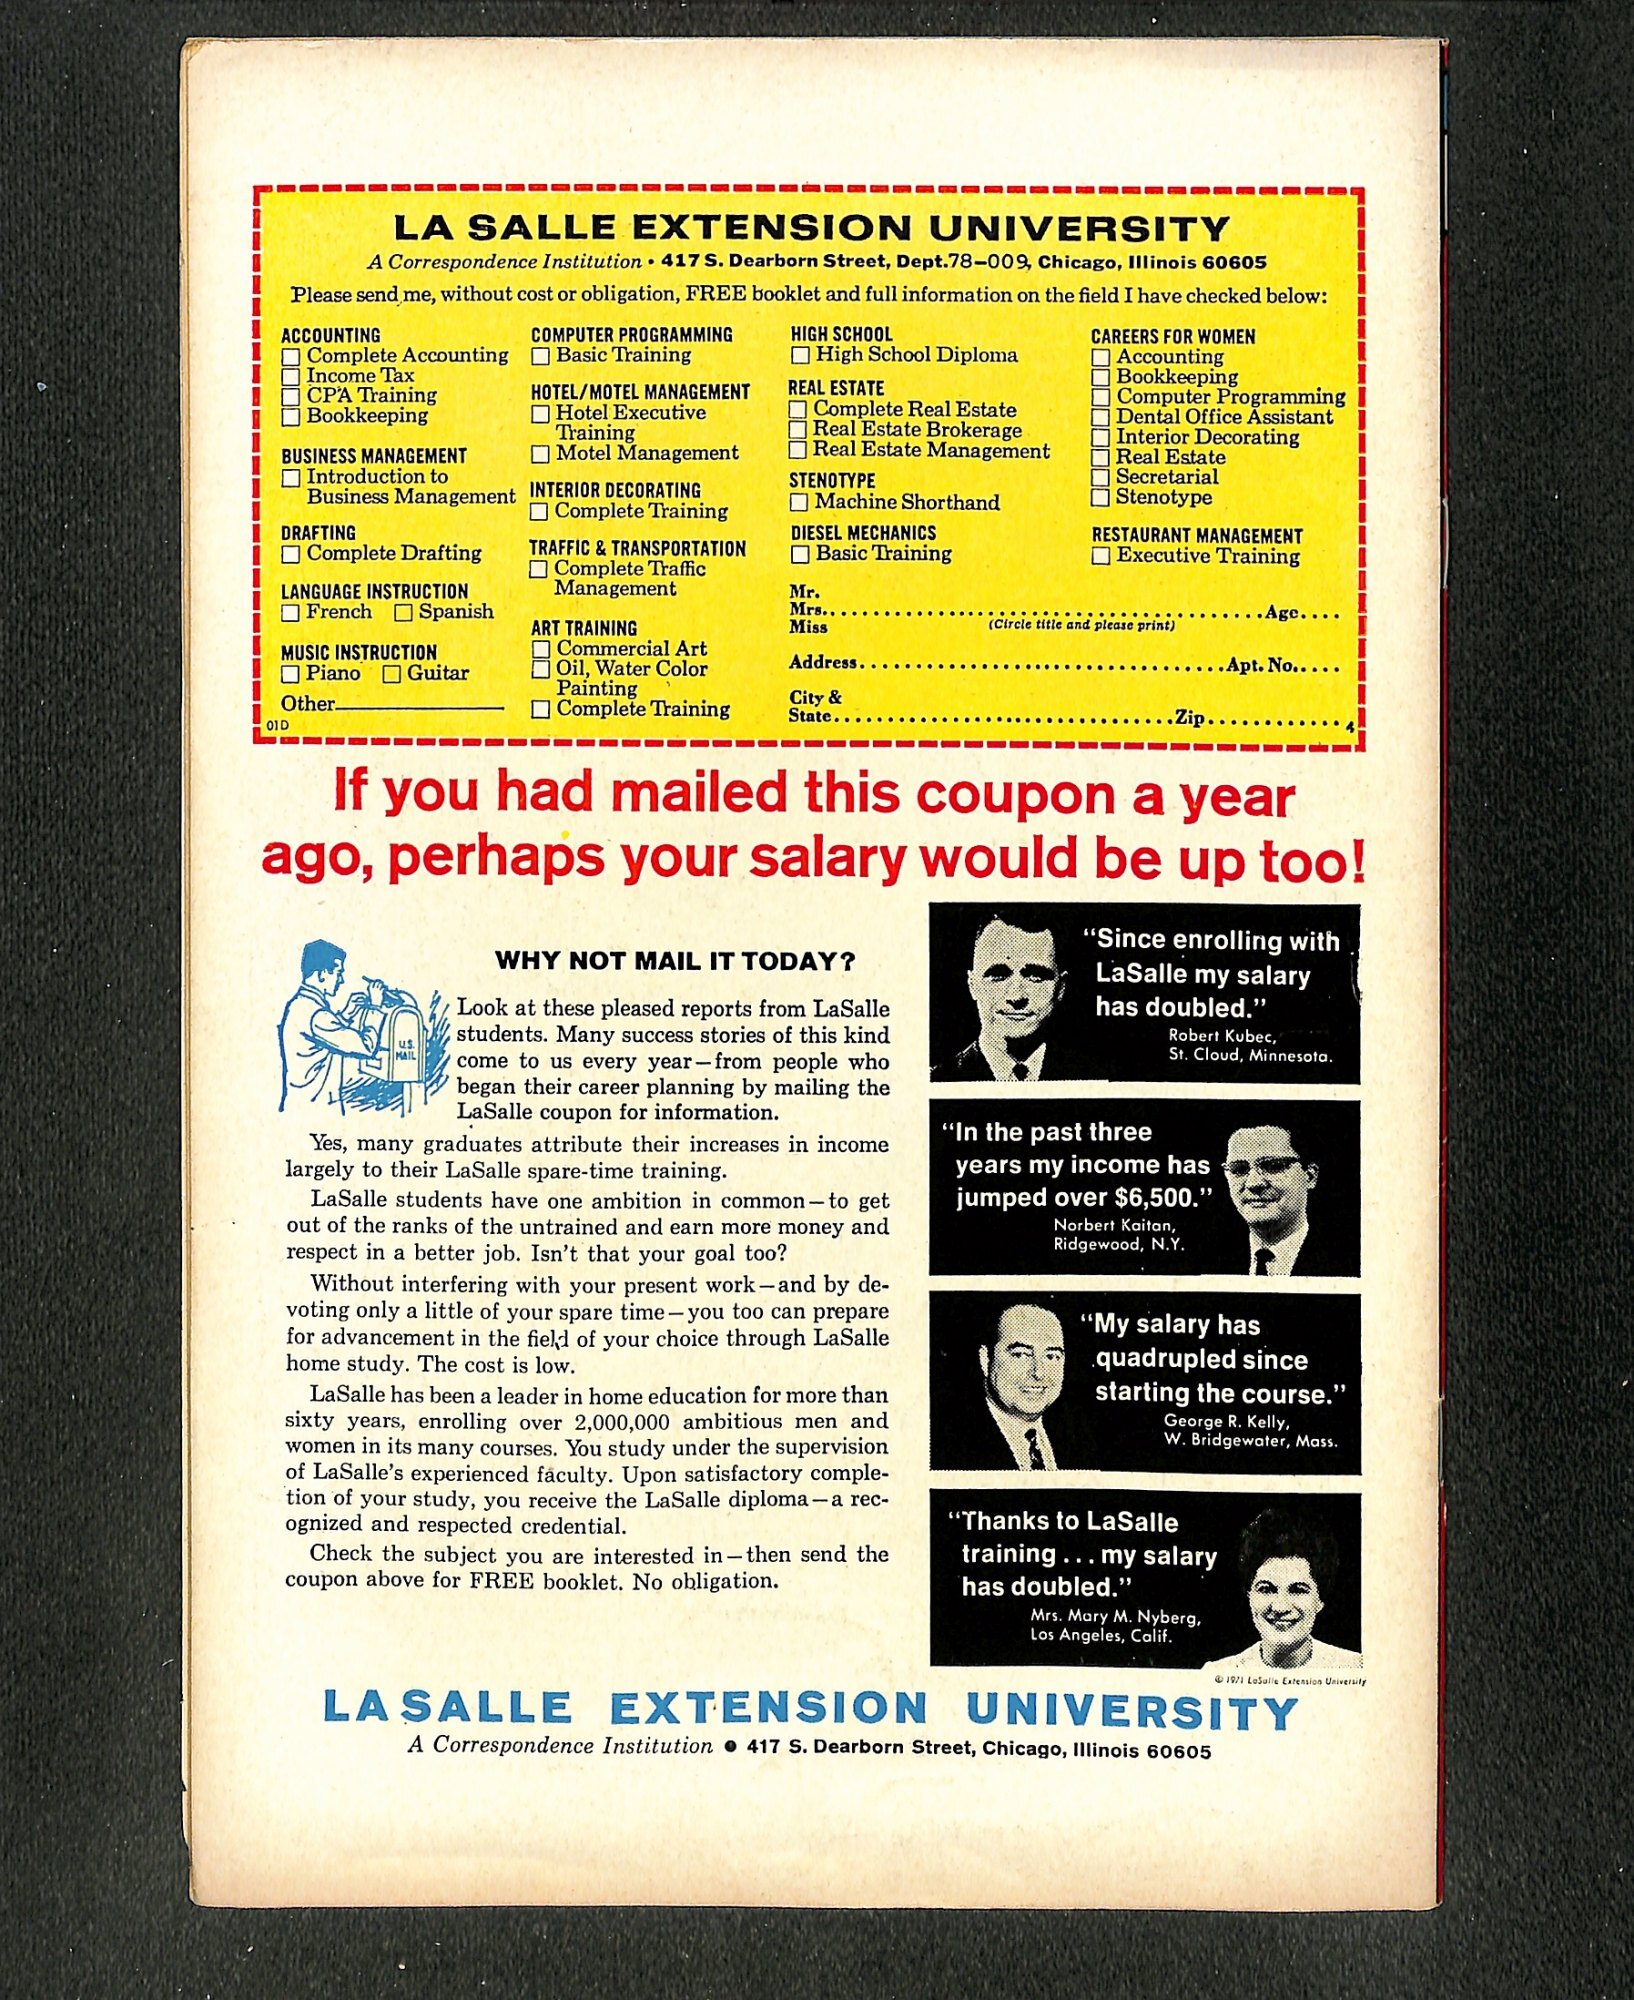 LA SALLE EXTENSION UNIVERSITY
A Correspondence Institution • 417 S. Dearborn Street, Dept. 78-009, Chicago, Illinois 60605
Please send me, without cost or obligation, FREE booklet and full information on the field I have checked below:
ACCOUNTING
Complete Accounting
Income Tax
CPA Training
Bookkeeping
BUSINESS MANAGEMENT
Introduction to
Business Management
DRAFTING
Complete Drafting
LANGUAGE INSTRUCTION
French Spanish
MUSIC INSTRUCTION
Piano Guitar
Other
01D
COMPUTER PROGRAMMING
Basic Training
HOTEL/MOTEL MANAGEMENT
Hotel Executive
Training
Motel Management
INTERIOR DECORATING
Complete Training
TRAFFIC & TRANSPORTATION
Complete Traffic
Management
ART TRAINING
Commercial Art
Oil, Water Color
Painting
Complete Training
HIGH SCHOOL
High School Diploma
REAL ESTATE
Complete Real Estate
Real Estate Brokerage
Real Estate Management
STENOTYPE
Machine Shorthand
DIESEL MECHANICS
Basic Training
CAREERS FOR WOMEN
Accounting
Bookkeeping
Computer Programming
Dental Office Assistant
Interior Decorating
Real Estate
Secretarial
Stenotype
RESTAURANT MANAGEMENT
Executive Training
Mr.
Mrs. Age
Miss (Circle title and please print)
Address Apt. No.
City &
State Zip 4
If you had mailed this coupon a year
ago, perhaps your salary would be up too!
U.S.
MAIL
WHY NOT MAIL IT TODAY?
Look at these pleased reports from LaSalle
students. Many success stories of this kind
come to us every year—from people who
began their career planning by mailing the
LaSalle coupon for information.
Yes, many graduates attribute their increases in income
largely to their LaSalle spare-time training.
LaSalle students have one ambition in common—to get
out of the ranks of the untrained and earn more money and
respect in a better job. Isn't that your goal too?
Without interfering with your present work—and by de-
voting only a little of your spare time—you too can prepare
for advancement in the field of your choice through LaSalle
home study. The cost is low.
LaSalle has been a leader in home education for more than
sixty years, enrolling over 2,000,000 ambitious men and
women in its many courses. You study under the supervision
of LaSalle's experienced faculty. Upon satisfactory comple-
tion of your study, you receive the LaSalle diploma—a rec-
ognized and respected credential.
Check the subject you are interested in—then send the
coupon above for FREE booklet. No obligation.
"Since enrolling with
LaSalle my salary
has doubled."
Robert Kubec,
St. Cloud, Minnesota.
"In the past three
years my income has
jumped over $6,500."
Norbert Kaitan,
Ridgewood, N.Y.
"My salary has
quadrupled since
starting the course."
George R. Kelly,
W. Bridgewater, Mass.
"Thanks to LaSalle
training . . . my salary
has doubled."
Mrs. Mary M. Nyberg,
Los Angeles, Calif.
© 1971 LaSalle Extension University
LASALLE EXTENSION UNIVERSITY
A Correspondence Institution • 417 S. Dearborn Street, Chicago, Illinois 60605